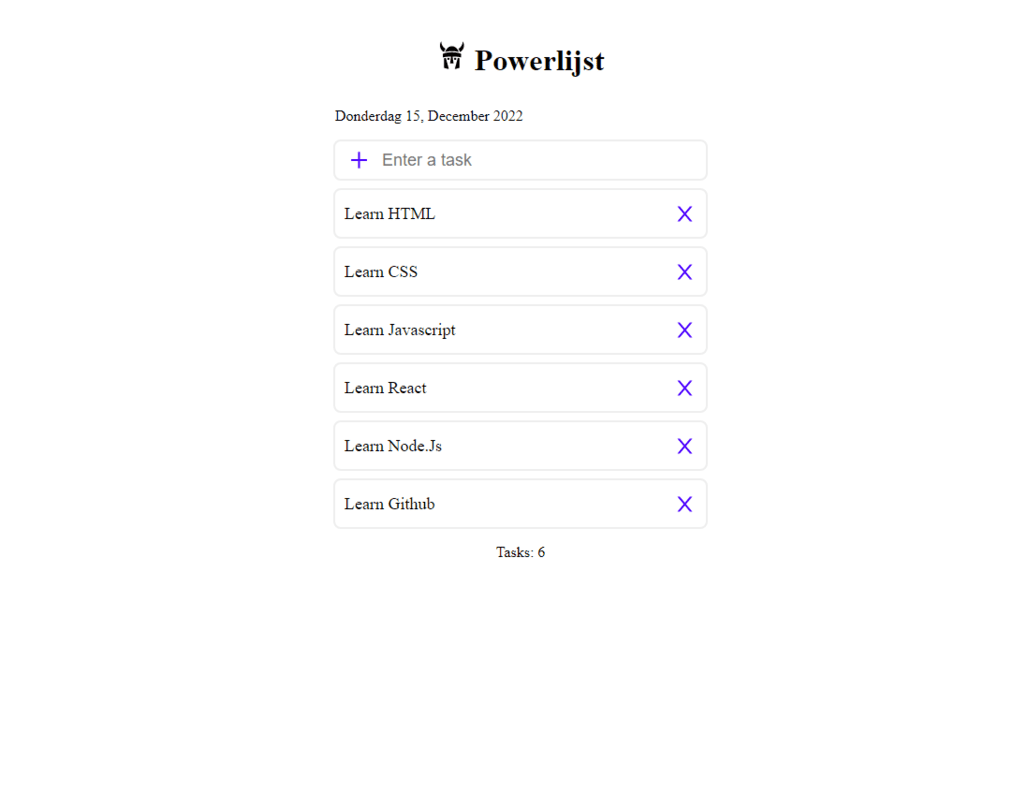 Powerlijst
Donderdag 15, December 2022
Enter a task
Learn HTML
Learn CSS
Learn Javascript
Learn React
Learn Node.Js
Learn Github
Tasks: 6